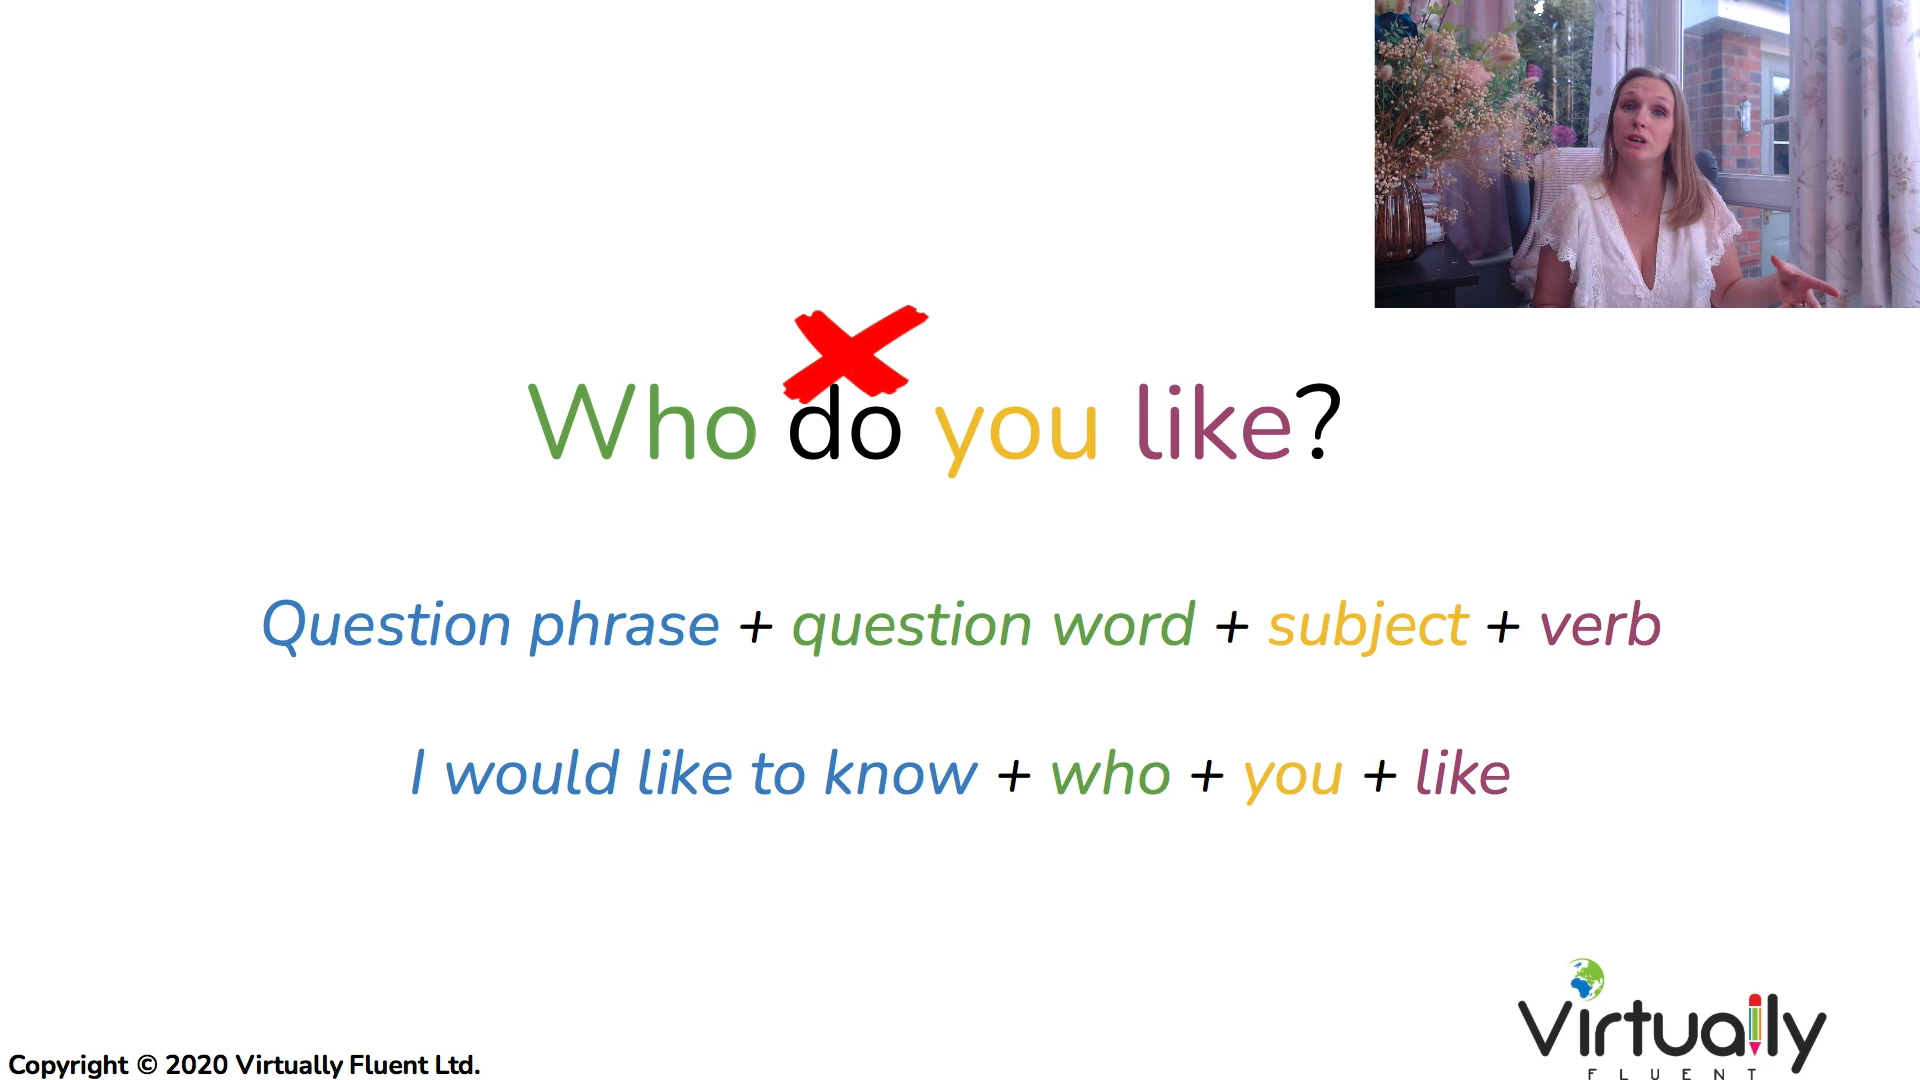 Who do you like?
Question phrase + question word + subject + verb
I would like to know + who + you + like
Virtually
FLUENT
Copyright © 2020 Virtually Fluent Ltd.